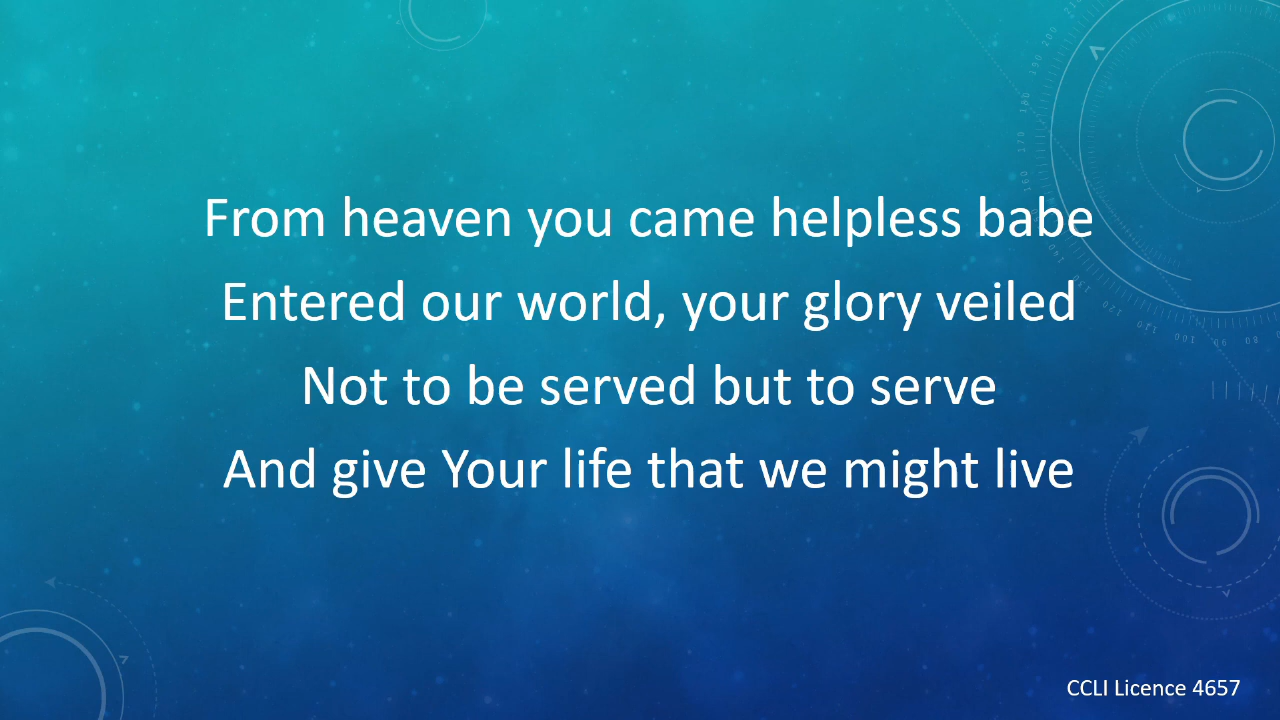 From heaven you came helpless babe
Entered our world, your glory veiled
Not to be served but to serve
And give Your life that we might live
CCLI Licence 4657